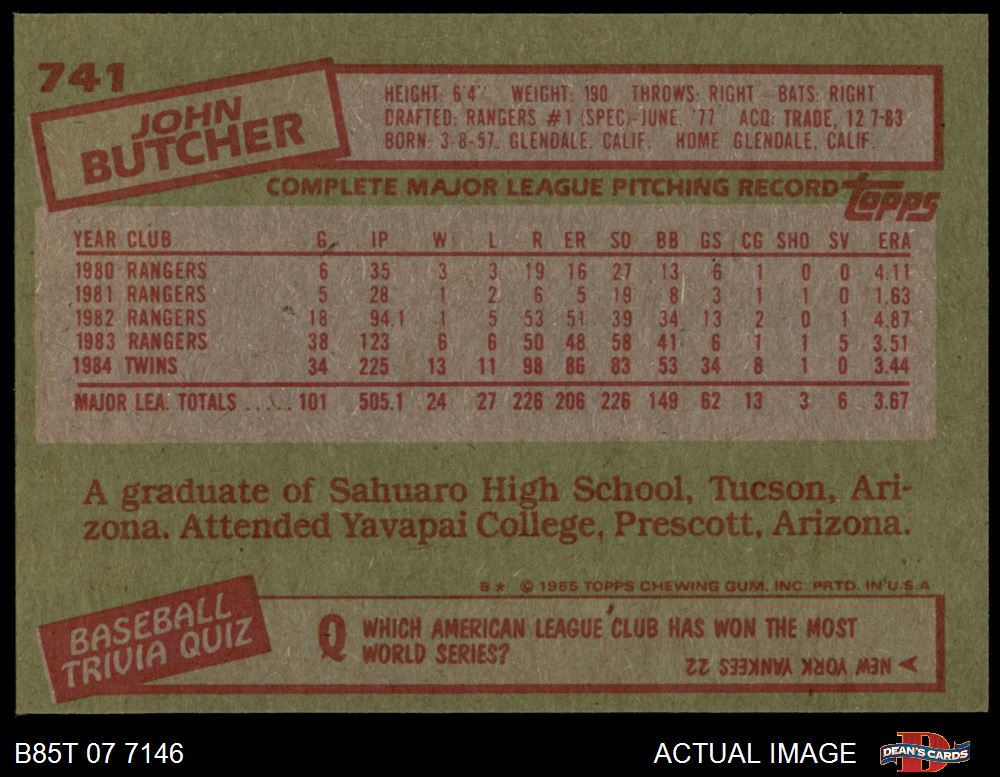 741
JOHN
BUTCHER
HEIGHT: 6'4" WEIGHT: 190 THROWS: RIGHT BATS: RIGHT
DRAFTED: RANGERS #1 (SPEC)-JUNE, '77 ACQ: TRADE, 12-7-83
BORN: 3-8-57, GLENDALE, CALIF. HOME: GLENDALE, CALIF.
COMPLETE MAJOR LEAGUE PITCHING RECORD
topps
YEAR CLUB G IP W L R ER SO BB GS CG SHO SV ERA
1980 RANGERS 6 35 3 3 19 16 27 13 6 1 0 0 4.11
1981 RANGERS 5 28 1 2 6 5 19 8 3 1 1 0 1.63
1982 RANGERS 18 94.1 1 5 53 51 39 34 13 2 0 1 4.87
1983 RANGERS 38 123 6 6 50 48 58 41 6 1 1 5 3.51
1984 TWINS 34 225 13 11 98 86 83 53 34 8 1 0 3.44
MAJOR LEA. TOTALS ..... 101 505.1 24 27 226 206 226 149 62 13 3 6 3.67
A graduate of Sahuaro High School, Tucson, Ari-
zona. Attended Yavapai College, Prescott, Arizona.
B* © 1985 TOPPS CHEWING GUM, INC. PRTD. IN U.S.A.
BASEBALL
TRIVIA QUIZ
Q WHICH AMERICAN LEAGUE CLUB HAS WON THE MOST
WORLD SERIES?
A NEW YORK YANKEES 22
B85T 07 7146
ACTUAL IMAGE
D
DEAN'S CARDS